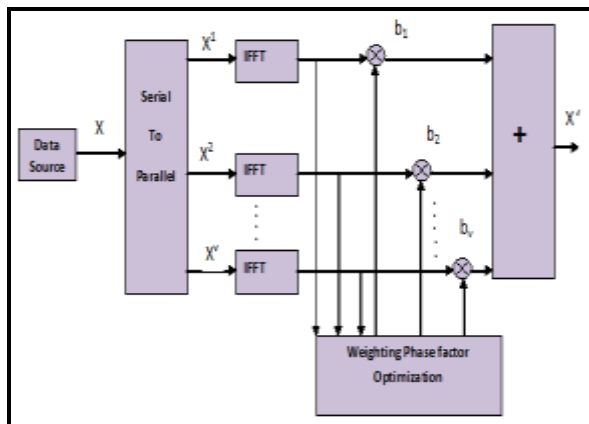 X¹
b₁
IFFT
Serial
To
Parallel
Data
Source
X
X²
b₂
IFFT
+
X'
Xᵛ
bᵥ
IFFT
Weighting Phase factor
Optimization